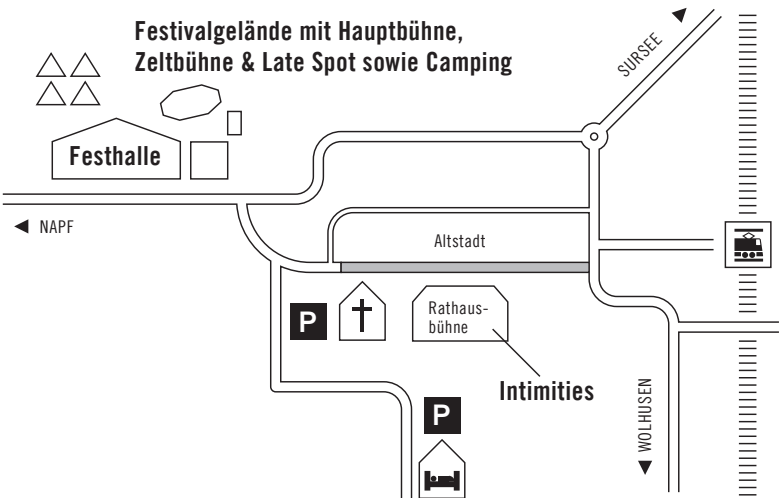 Festivalgelände mit Hauptbühne,
Zeltbühne & Late Spot sowie Camping
SURSEE
Festhalle
NAPF
Altstadt
P
Rathaus-
bühne
Intimities
P
WOLHUSEN